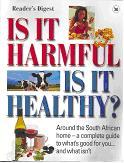 Reader's Digest
IS IT
HARMFUL
IS IT
HEALTHY?
Around the South African
home – a complete guide
to what's good for you...
and what isn't